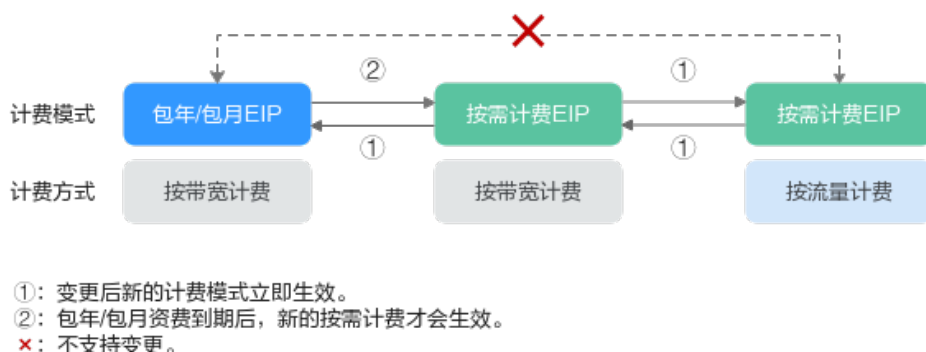 ② ①
计费模式 包年/包月EIP 按需计费EIP 按需计费EIP
① ①
计费方式 按带宽计费 按带宽计费 按流量计费
①：变更后新的计费模式立即生效。
②：包年/包月资费到期后，新的按需计费才会生效。
×：不支持变更。